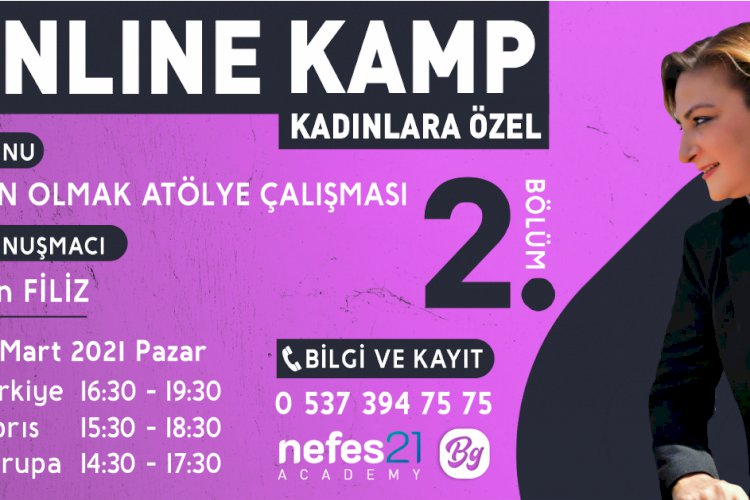 NLINE KAMP
KADINLARA ÖZEL
NU
N OLMAK ATÖLYE ÇALIŞMASI
NUŞMACI
n FİLİZ
2.
BÖLÜM
Mart 2021 Pazar
rkiye 16:30 - 19:30
brıs 15:30 - 18:30
rupa 14:30 - 17:30
BİLGİ VE KAYIT
0 537 394 75 75
nefes21
ACADEMY
Bg